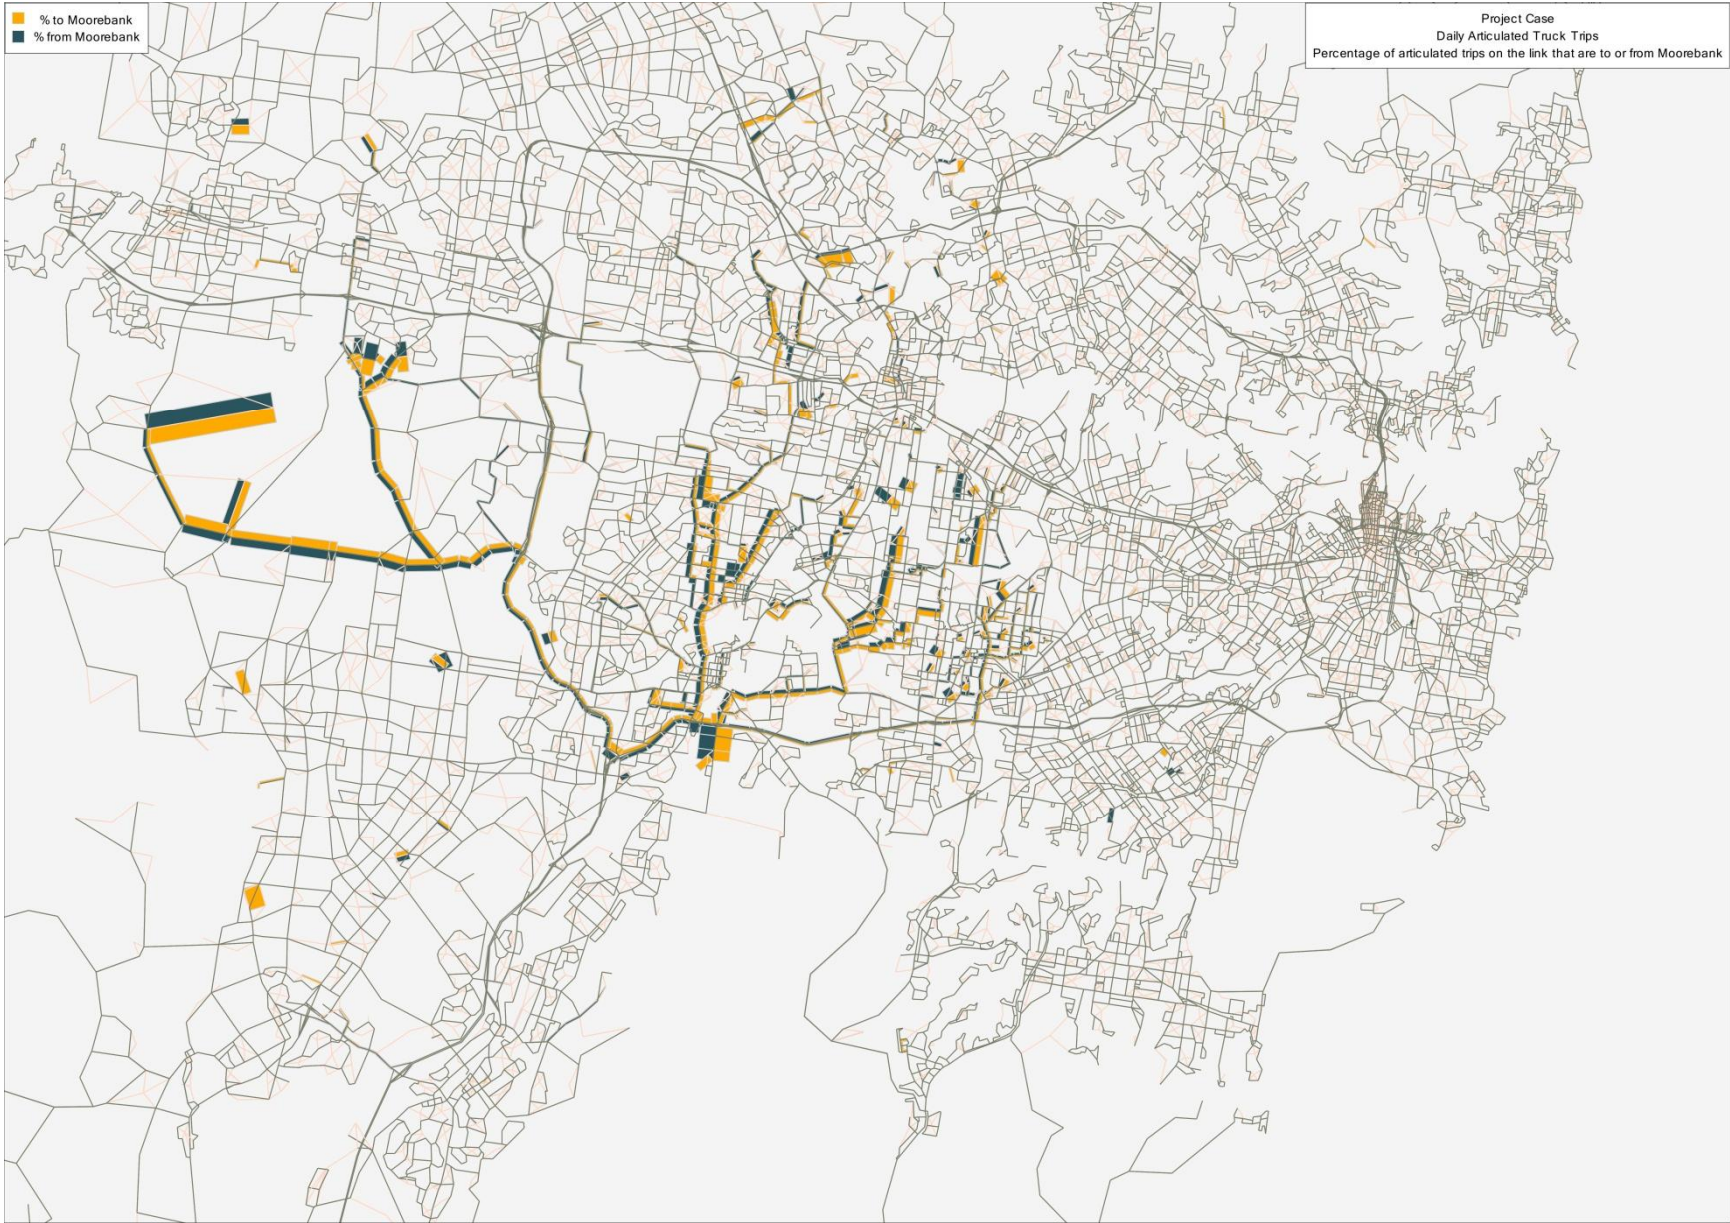 % to Moorebank
% from Moorebank
Project Case
Daily Articulated Truck Trips
Percentage of articulated trips on the link that are to or from Moorebank